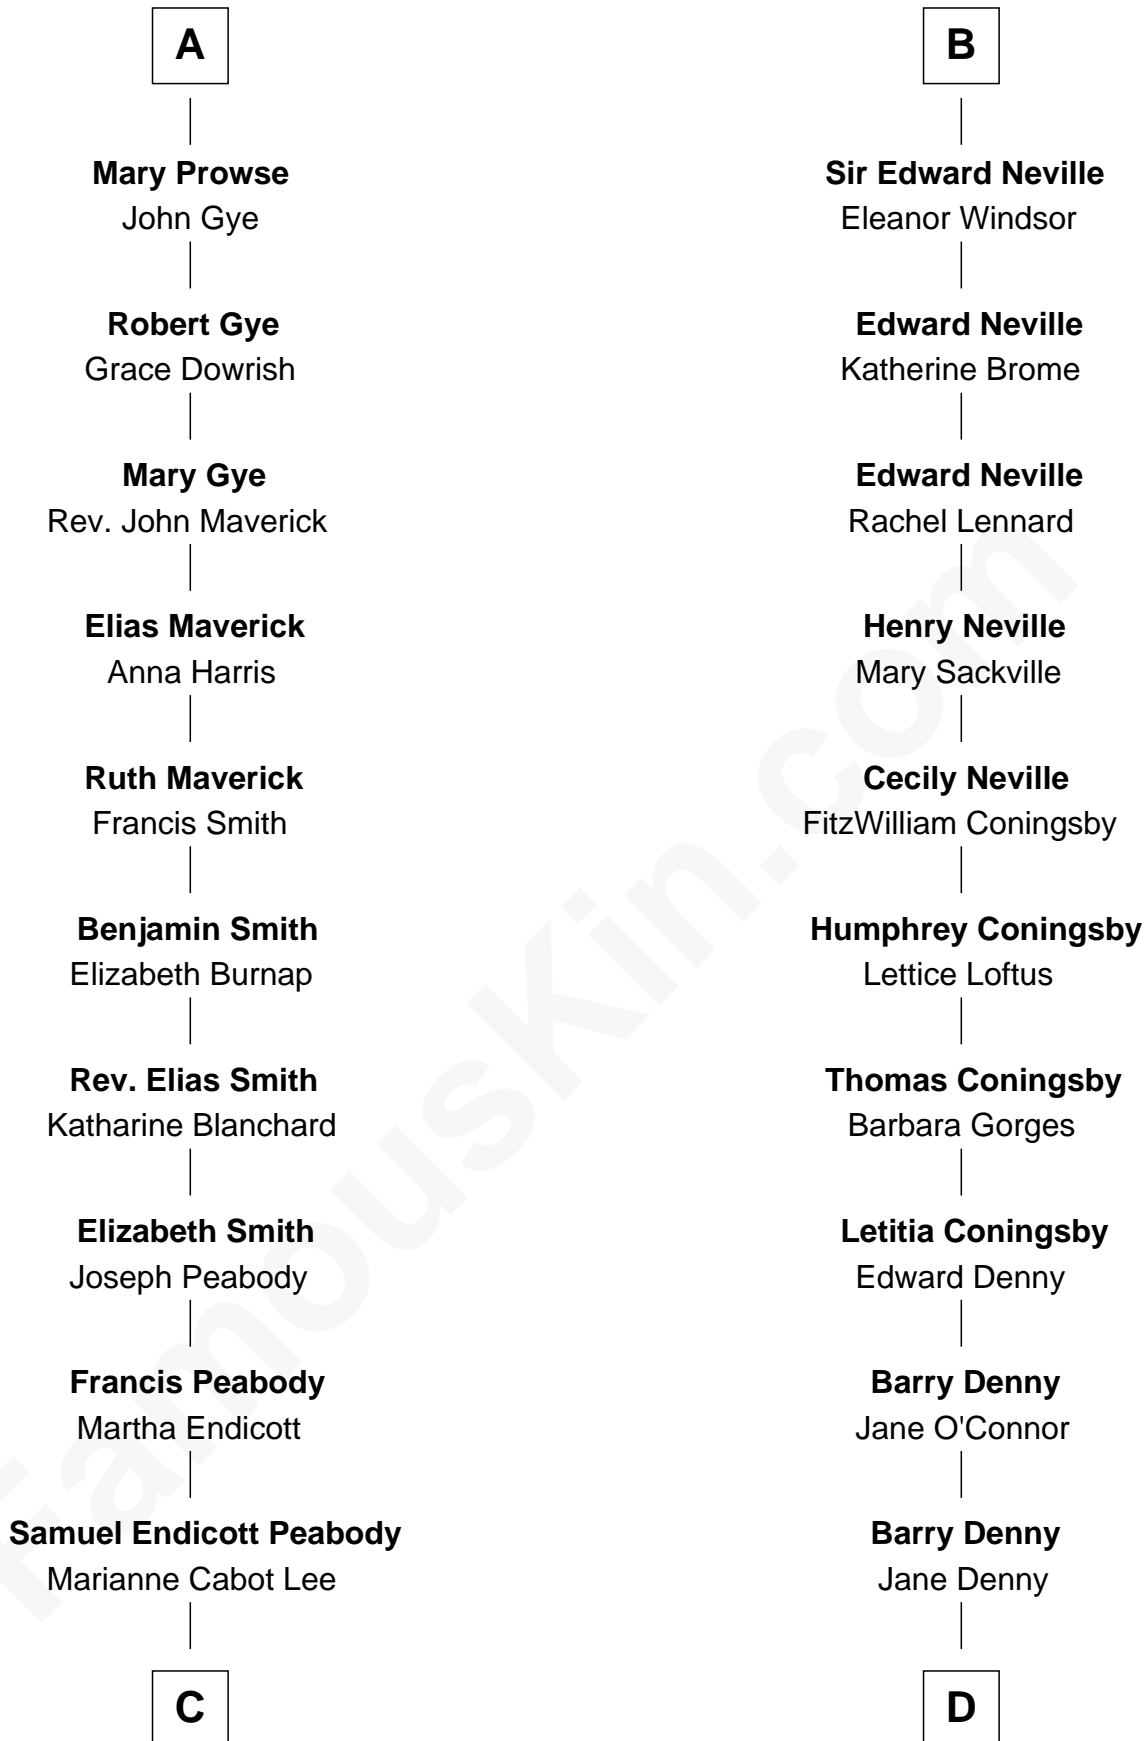 A
Mary Prowse
John Gye
Robert Gye
Grace Dowrish
Mary Gye
Rev. John Maverick
Elias Maverick
Anna Harris
Ruth Maverick
Francis Smith
Benjamin Smith
Elizabeth Burnap
Rev. Elias Smith
Katharine Blanchard
Elizabeth Smith
Joseph Peabody
Francis Peabody
Martha Endicott
Samuel Endicott Peabody
Marianne Cabot Lee
C
B
Sir Edward Neville
Eleanor Windsor
Edward Neville
Katherine Brome
Edward Neville
Rachel Lennard
Henry Neville
Mary Sackville
Cecily Neville
FitzWilliam Coningsby
Humphrey Coningsby
Lettice Loftus
Thomas Coningsby
Barbara Gorges
Letitia Coningsby
Edward Denny
Barry Denny
Jane O'Connor
Barry Denny
Jane Denny
D
FamousKin.com